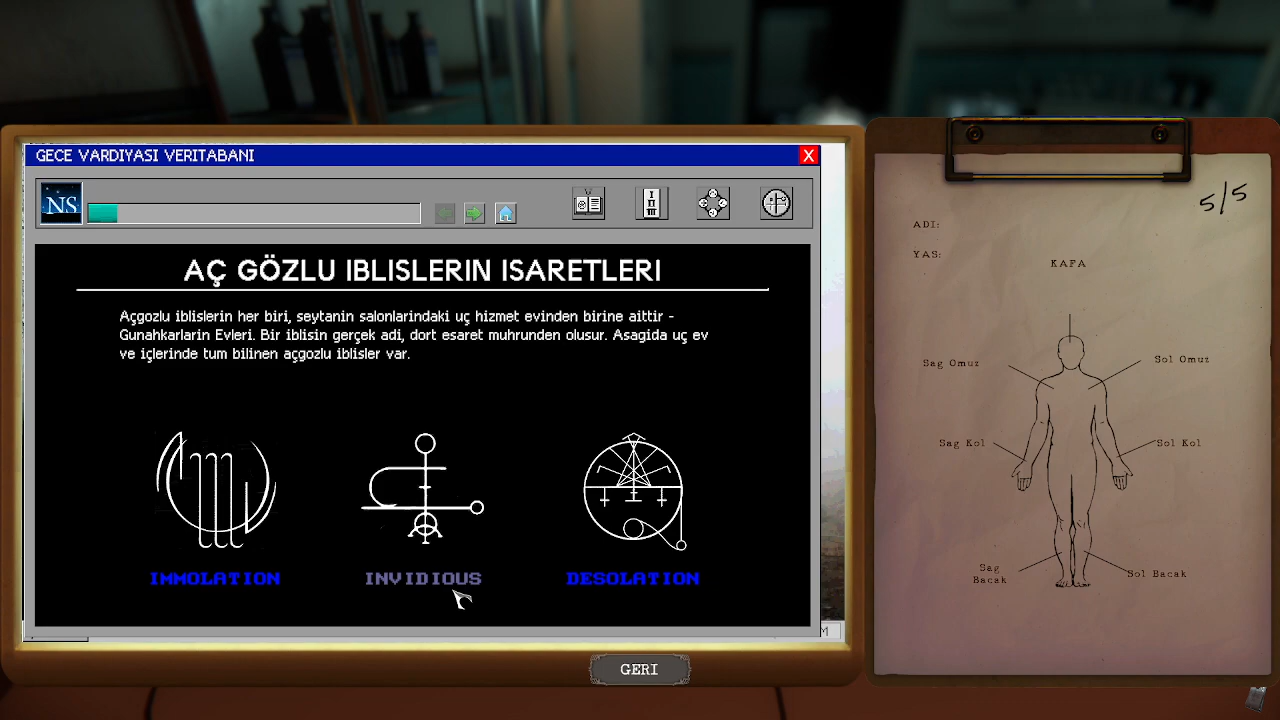 GECE VARDIYASI VERITABANI
X
NS
AÇ GÖZLU IBLISLERIN ISARETLERI
Açgozlu iblislerin her biri, seytanin salonlarindaki uç hizmet evinden birine aittir -
Gunahkarlarin Evleri. Bir iblisin gerçek adi, dort esaret muhrunden olusur. Asagida uç ev
ve içlerinde tum bilinen açgozlu iblisler var.
IMMOLATION
INVIDIOUS
DESOLATION
GERI
5/5
ADI:
YAS:
KAFA
Sag Omuz
Sol Omuz
Sag Kol
Sol Kol
Sag
Bacak
Sol Bacak